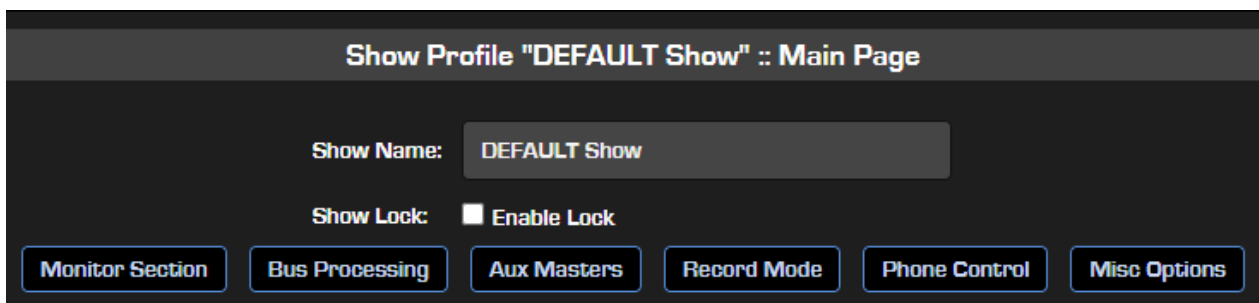 Show Profile "DEFAULT Show" :: Main Page
Show Name: DEFAULT Show
Show Lock: Enable Lock
Monitor Section Bus Processing Aux Masters Record Mode Phone Control Misc Options